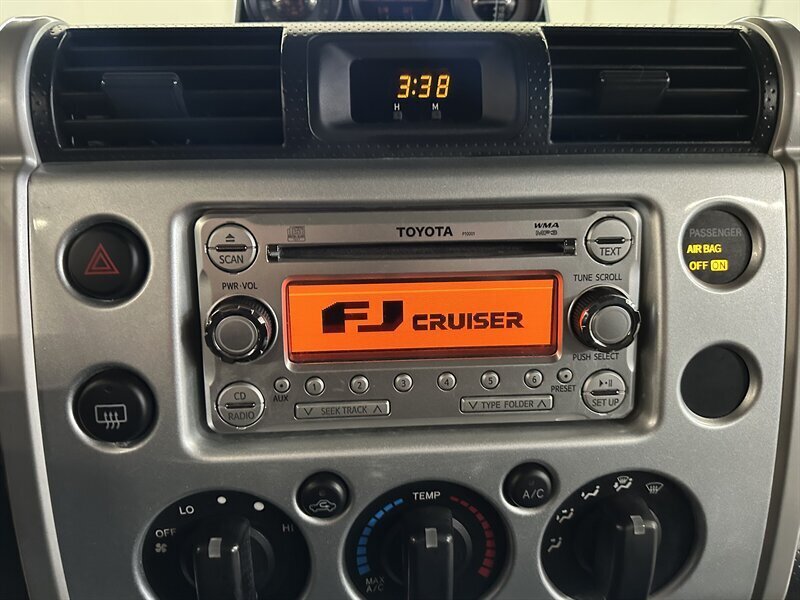 3:38
H M
TOYOTA P10001
WMA
MP3
SCAN
TEXT
PASSENGER
AIR BAG
OFF ON
PWR·VOL
TUNE SCROLL
FJ CRUISER
PUSH SELECT
CD
RADIO
AUX
1 2 3 4 5 6
PRESET
SEEK TRACK
TYPE FOLDER
SET UP
LO
HI
OFF
TEMP
MAX
A/C
A/C